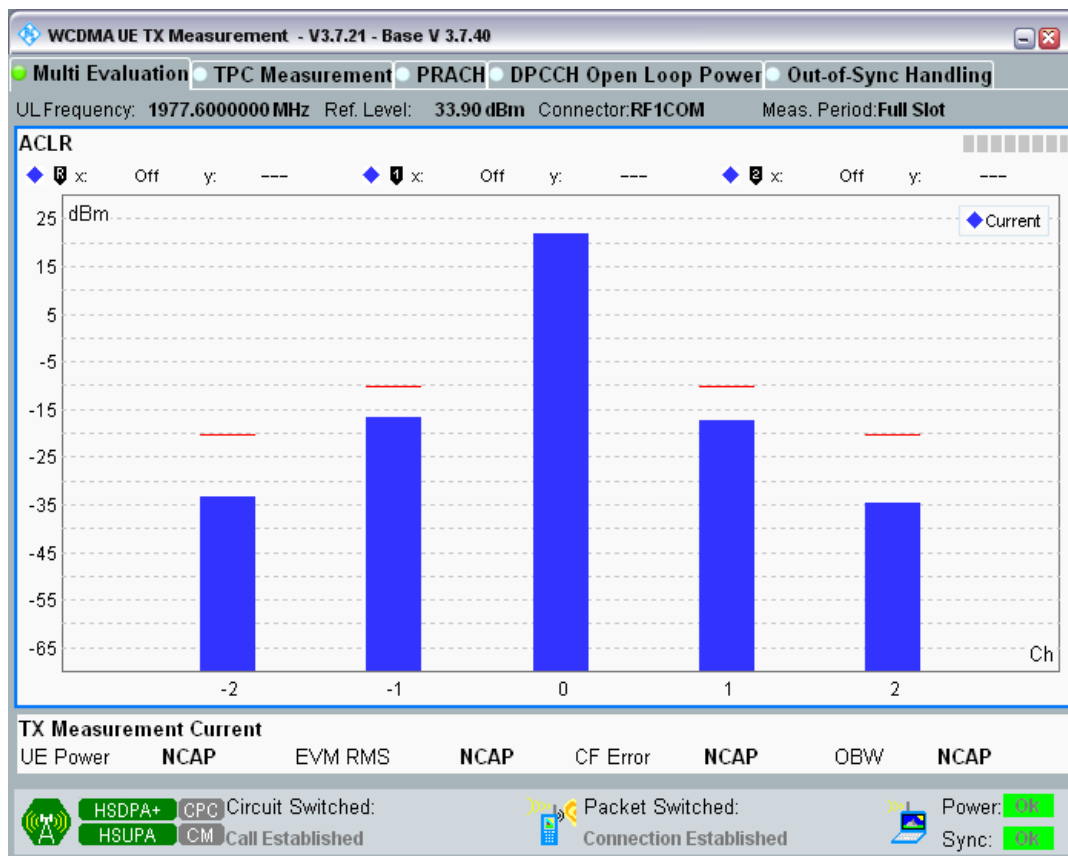 WCDMA UE TX Measurement - V3.7.21 - Base V 3.7.40
Multi Evaluation TPC Measurement PRACH DPCCH Open Loop Power Out-of-Sync Handling
UL Frequency: 1977.6000000 MHz Ref. Level: 33.90 dBm Connector:RF1COM Meas. Period:Full Slot
ACLR
R x: Off y: --- 1 x: Off y: --- 2 x: Off y: ---
dBm
Current
25
15
5
-5
-15
-25
-35
-45
-55
-65
Ch
-2 -1 0 1 2
TX Measurement Current
UE Power NCAP EVM RMS NCAP CF Error NCAP OBW NCAP
HSDPA+ CPC Circuit Switched: Packet Switched: Power: OK
HSUPA CM Call Established Connection Established Sync: OK